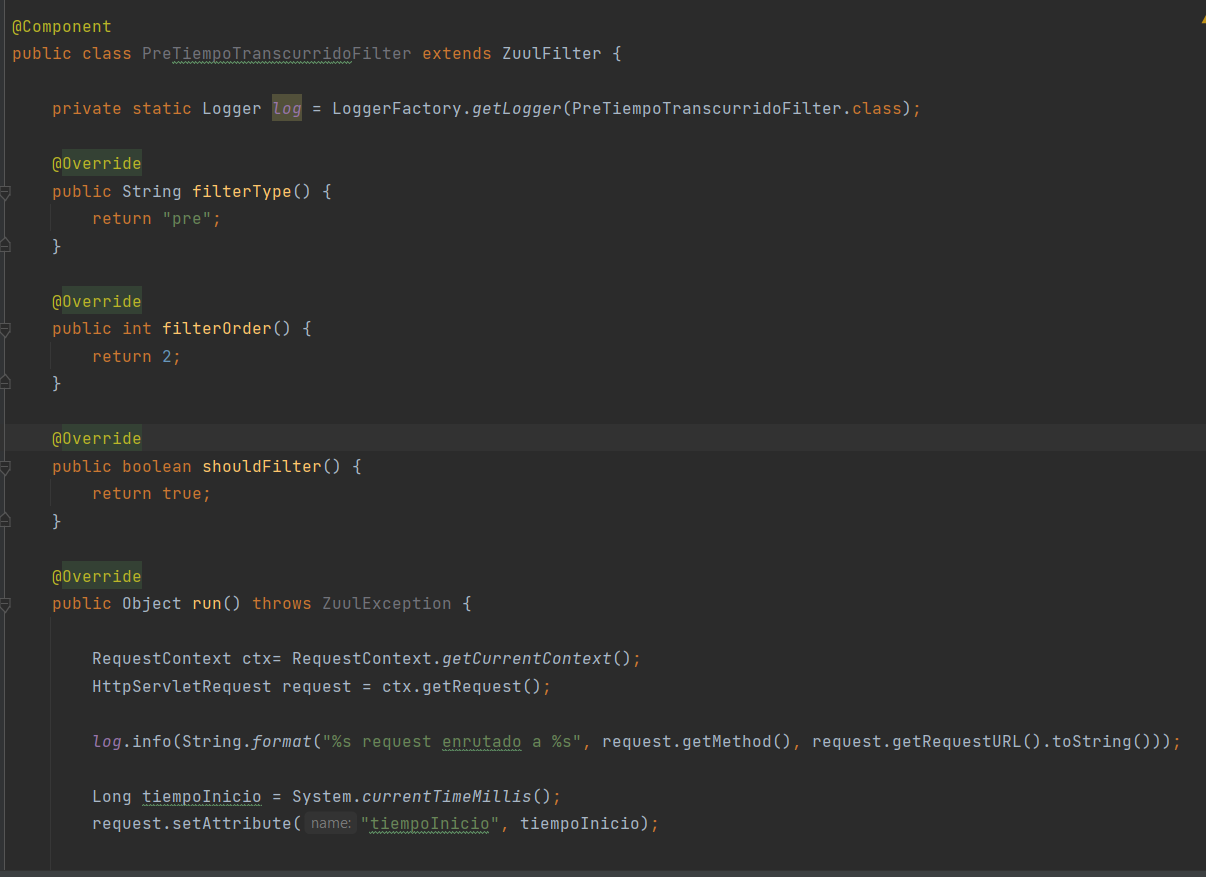 @Component
public class PreTiempoTranscurridoFilter extends ZuulFilter {
private static Logger log = LoggerFactory.getLogger(PreTiempoTranscurridoFilter.class);
@Override
public String filterType() {
return "pre";
}
@Override
public int filterOrder() {
return 2;
}
@Override
public boolean shouldFilter() {
return true;
}
@Override
public Object run() throws ZuulException {
RequestContext ctx= RequestContext.getCurrentContext();
HttpServletRequest request = ctx.getRequest();
log.info(String.format("%s request enrutado a %s", request.getMethod(), request.getRequestURL().toString()));
Long tiempoInicio = System.currentTimeMillis();
request.setAttribute( name: "tiempoInicio", tiempoInicio);